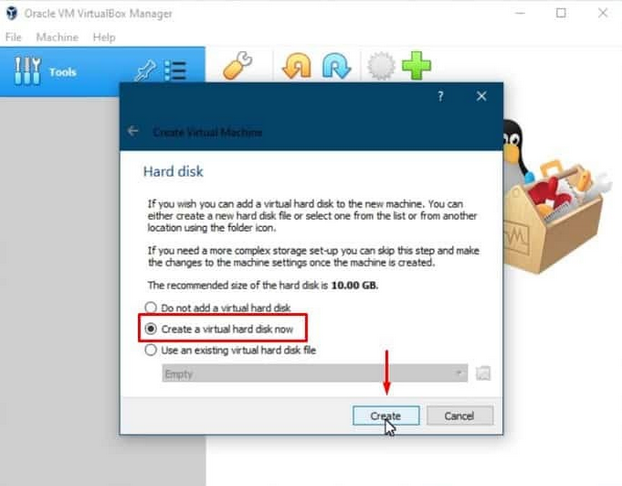 Oracle VM VirtualBox Manager
File Machine Help
Tools
?
Create Virtual Machine
Hard disk
If you wish you can add a virtual hard disk to the new machine. You can
either create a new hard disk file or select one from the list or from another
location using the folder icon.
If you need a more complex storage set-up you can skip this step and make
the changes to the machine settings once the machine is created.
The recommended size of the hard disk is 10.00 GB.
Do not add a virtual hard disk
Create a virtual hard disk now
Use an existing virtual hard disk file
Empty
Create Cancel